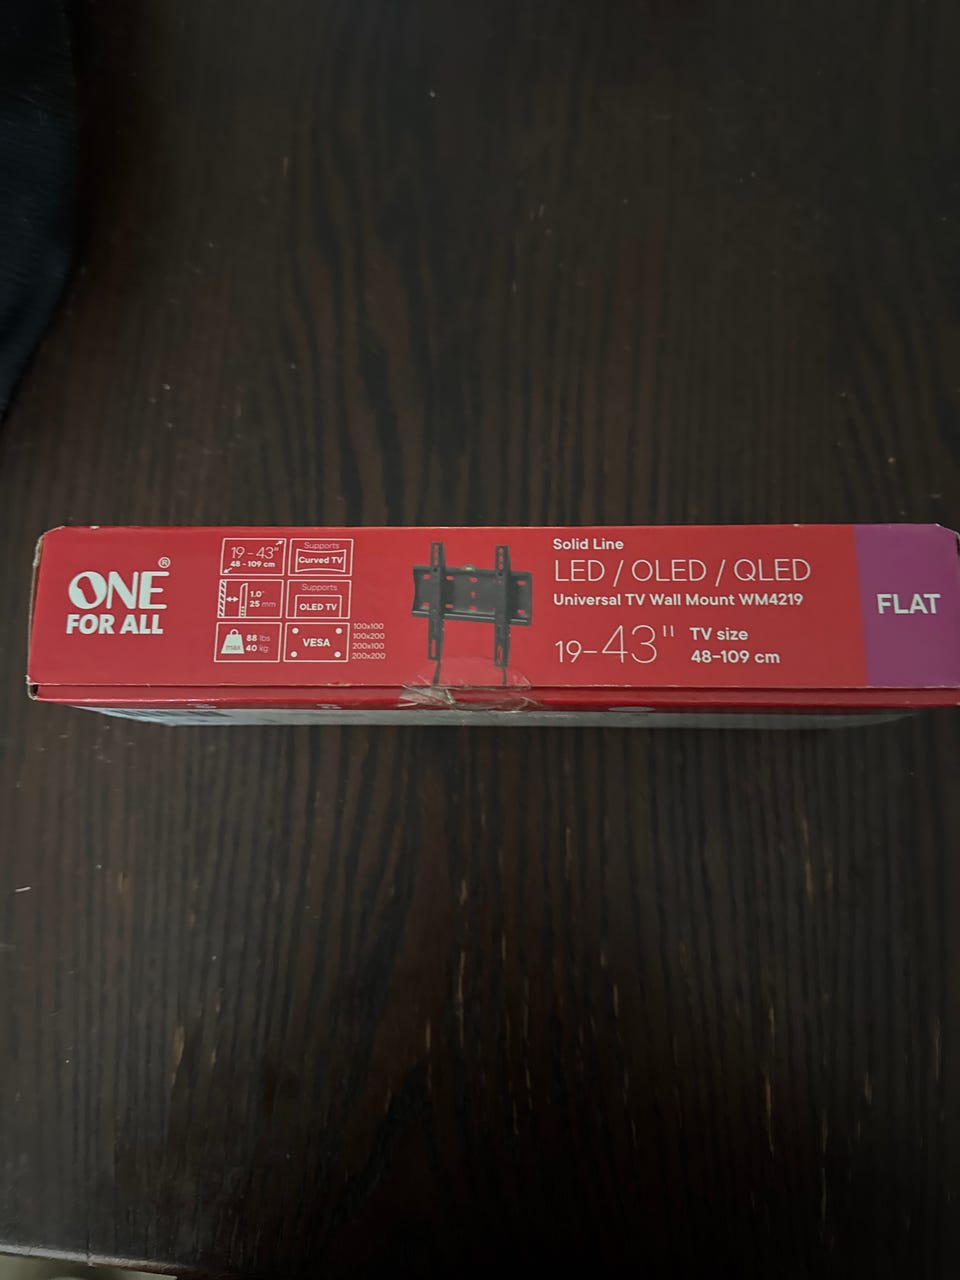 ONE®
FOR ALL
19 - 43"
48 - 109 cm
Supports
Curved TV
1.0"
25 mm
Supports
OLED TV
max
88 lbs
40 kg
VESA
100x100
100x200
200x100
200x200
Solid Line
LED / OLED / QLED
Universal TV Wall Mount WM4219
19-43"
TV size
48-109 cm
FLAT